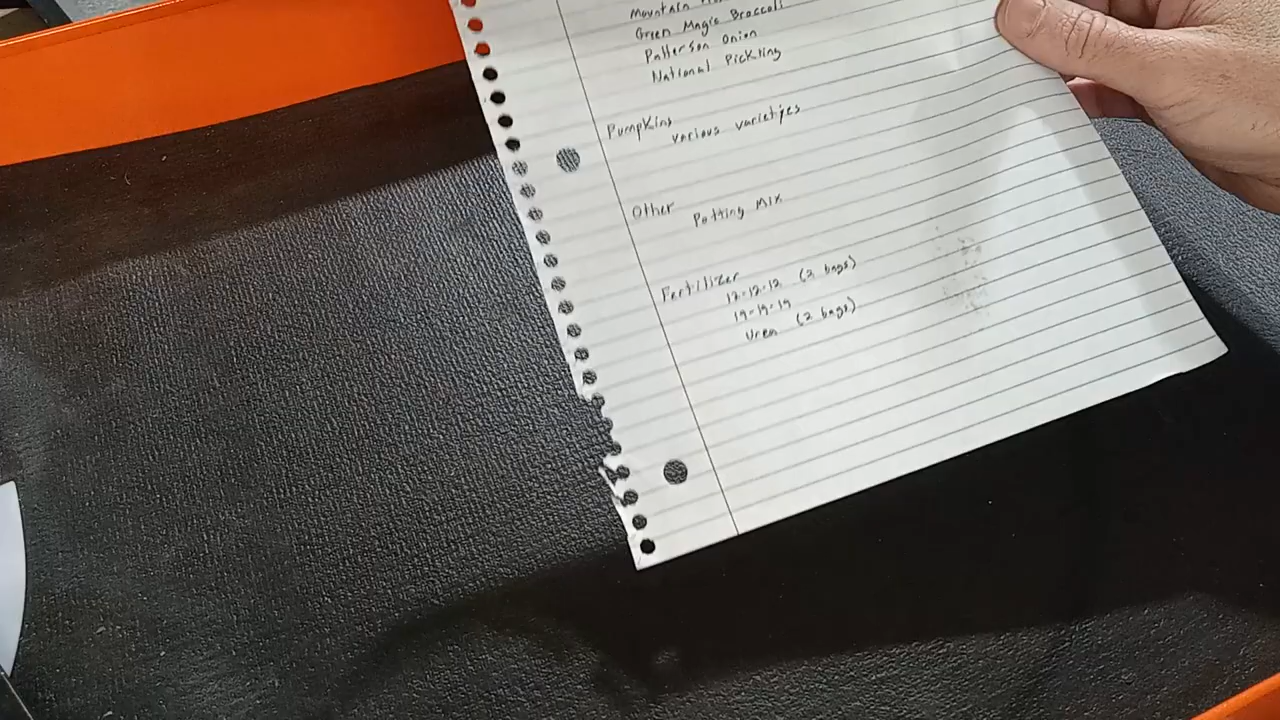 Mountain
Green Magic Broccoli
Patterson Onion
National Pickling
Pumpkins
various varieties
Other
Potting Mix
Fertilizer
12-12-12 (2 bags)
19-19-19
Urea (2 bags)